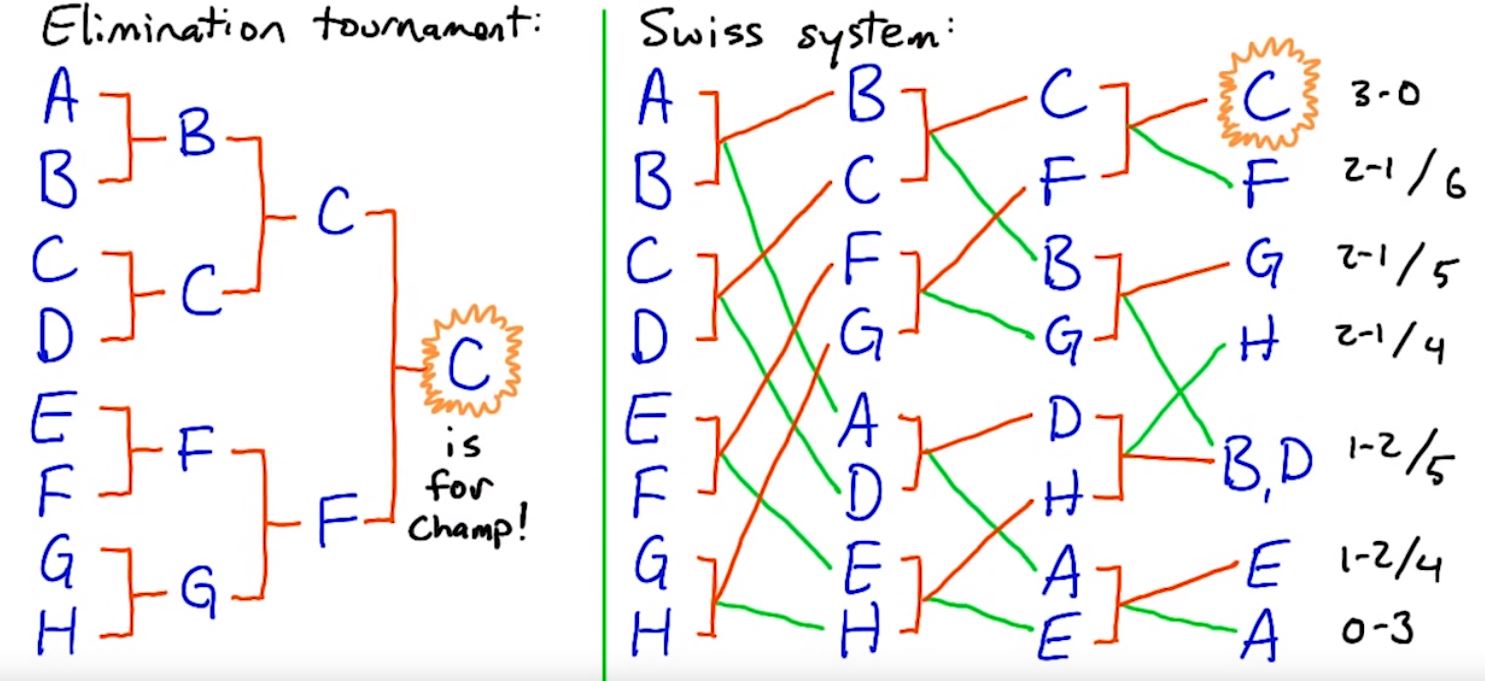 Elimination tournament:
A
B
C
D
E
F
G
H
B
C
F
G
C
F
C
is
for
Champ!
Swiss system:
A
B
C
D
E
F
G
H
B
C
F
G
A
D
E
H
C
F
B
G
D
H
A
E
C 3-0
F 2-1/6
G 2-1/5
H 2-1/4
B,D 1-2/5
E 1-2/4
A 0-3